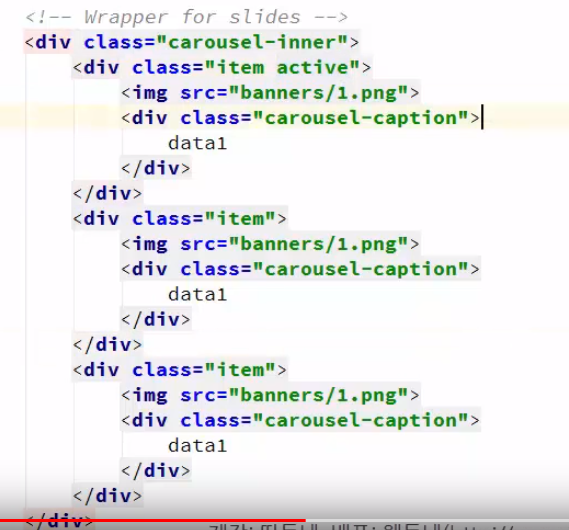 <!-- Wrapper for slides -->
<div class="carousel-inner">
<div class="item active">
<img src="banners/1.png">
<div class="carousel-caption">
data1
</div>
</div>
<div class="item">
<img src="banners/1.png">
<div class="carousel-caption">
data1
</div>
</div>
<div class="item">
<img src="banners/1.png">
<div class="carousel-caption">
data1
</div>
</div>
</div>